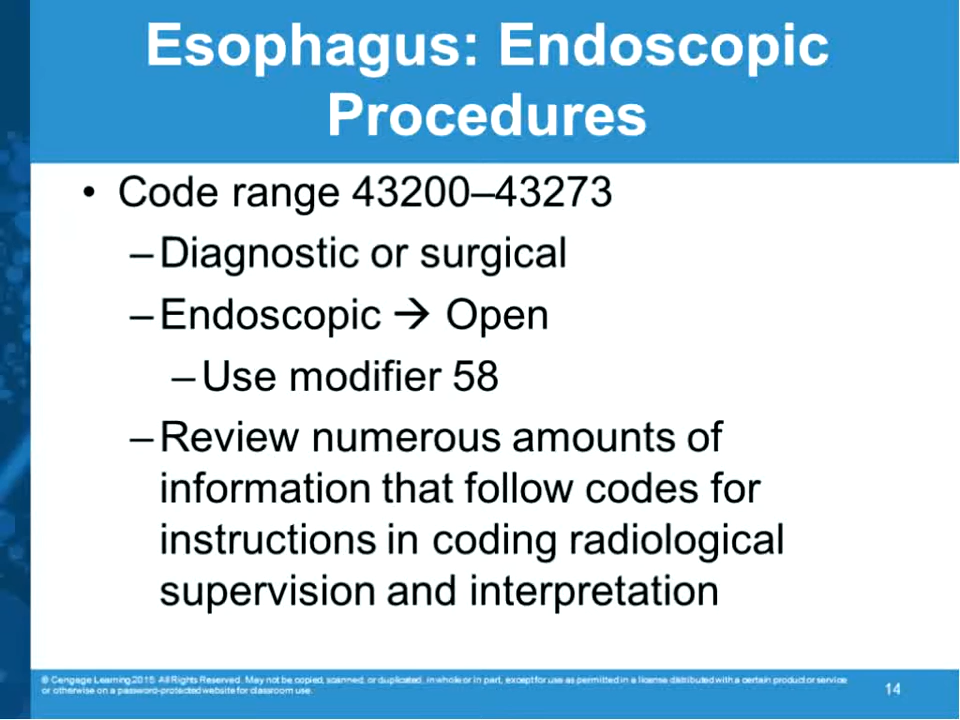 Esophagus: Endoscopic
Procedures
• Code range 43200–43273
–Diagnostic or surgical
–Endoscopic → Open
–Use modifier 58
–Review numerous amounts of
information that follow codes for
instructions in coding radiological
supervision and interpretation
© Cengage Learning 2015. All Rights Reserved. May not be copied, scanned, or duplicated, in whole or in part, except for use as permitted in a license distributed with a certain product or service
or otherwise on a password-protected website for classroom use.
14